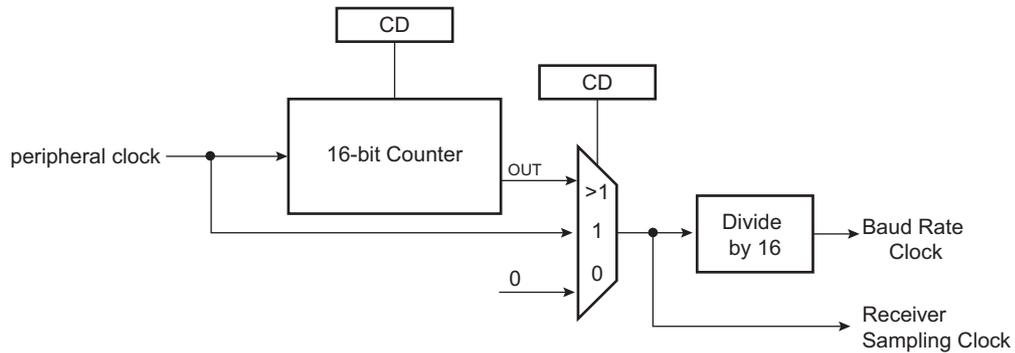 CD
CD
peripheral clock
16-bit Counter
OUT
>1
1
0
0
Divide
by 16
Baud Rate
Clock
Receiver
Sampling Clock